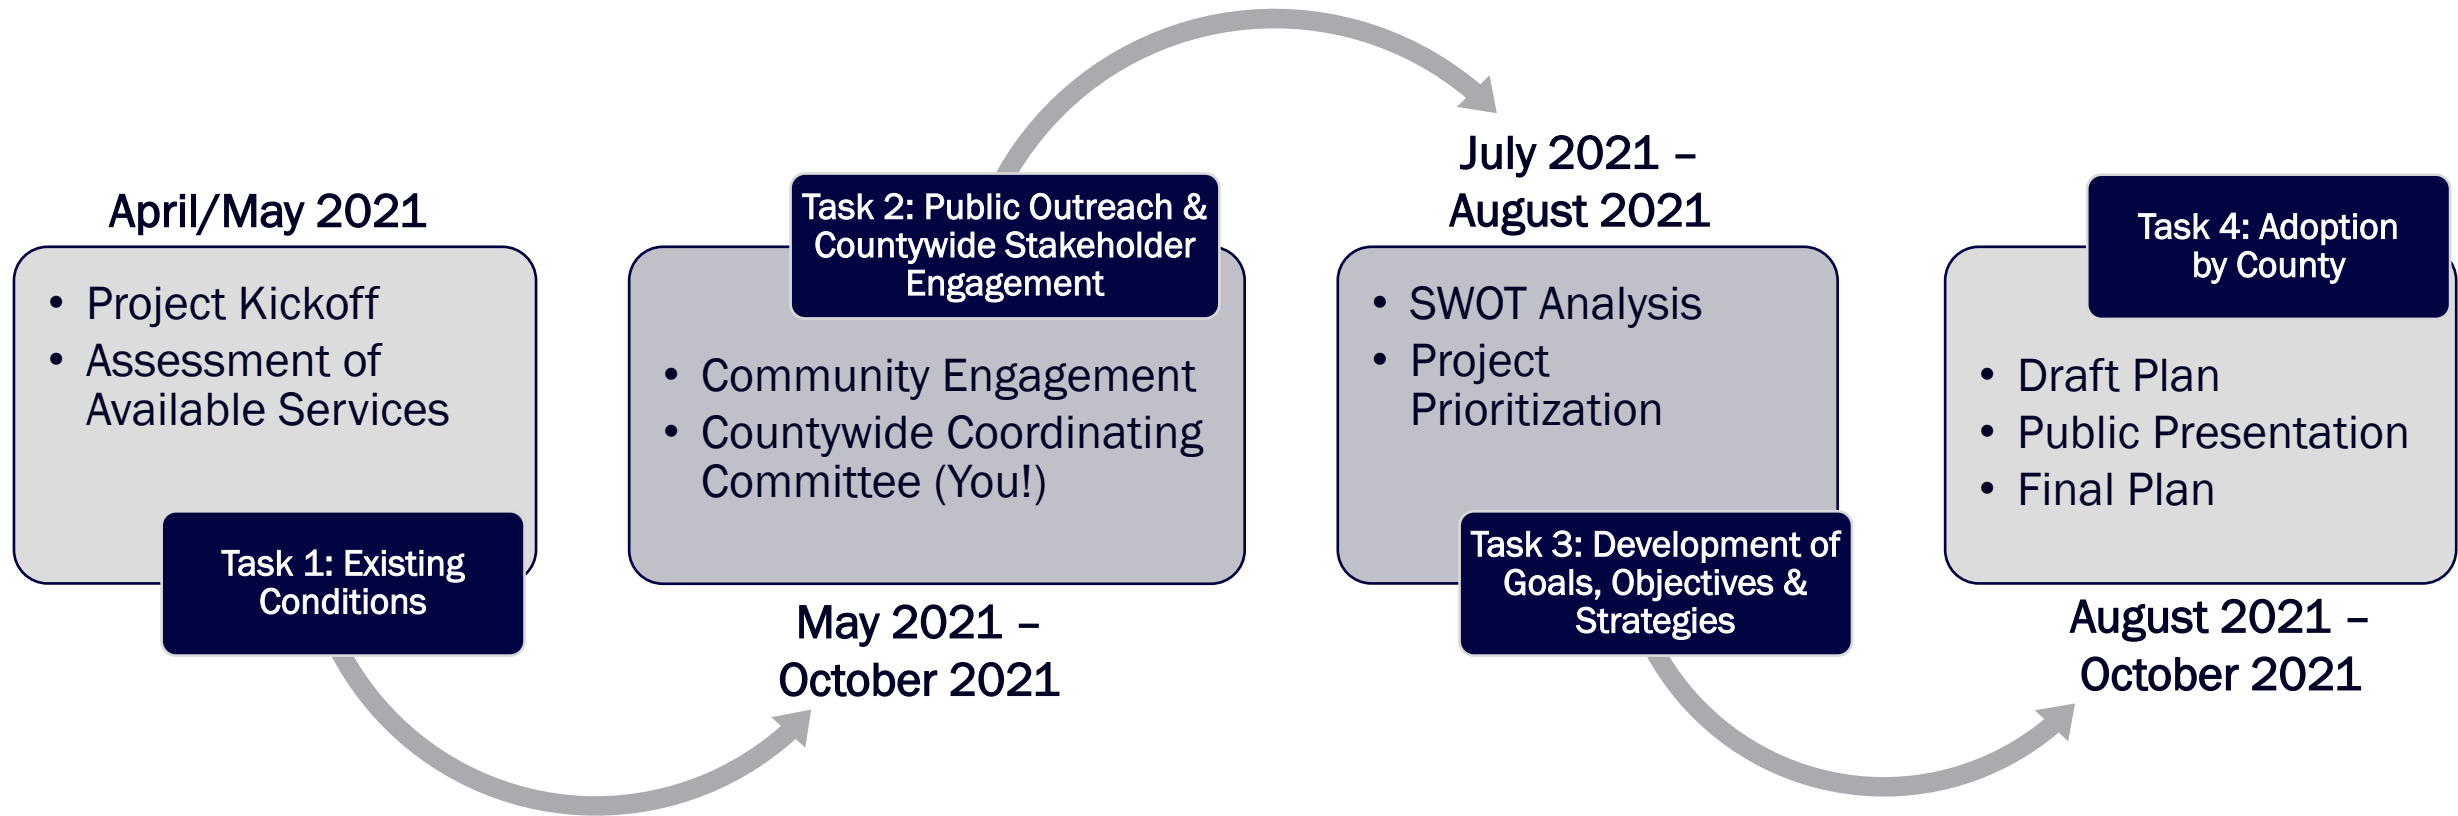 April/May 2021
• Project Kickoff
• Assessment of
Available Services
Task 1: Existing
Conditions
Task 2: Public Outreach &
Countywide Stakeholder
Engagement
• Community Engagement
• Countywide Coordinating
Committee (You!)
May 2021 –
October 2021
July 2021 –
August 2021
• SWOT Analysis
• Project
Prioritization
Task 3: Development of
Goals, Objectives &
Strategies
Task 4: Adoption
by County
• Draft Plan
• Public Presentation
• Final Plan
August 2021 –
October 2021